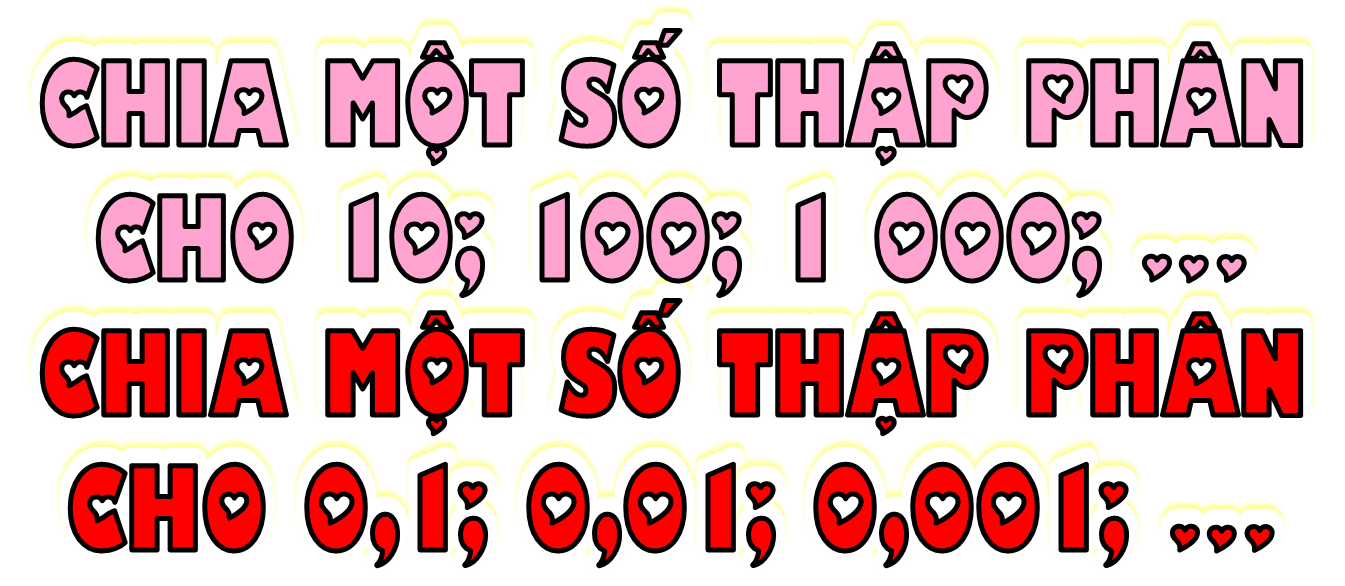 CHIA MỘT SỐ THẬP PHÂN
CHO 10; 100; 1 000; ...
CHIA MỘT SỐ THẬP PHÂN
CHO 0,1; 0,01; 0,001; ...